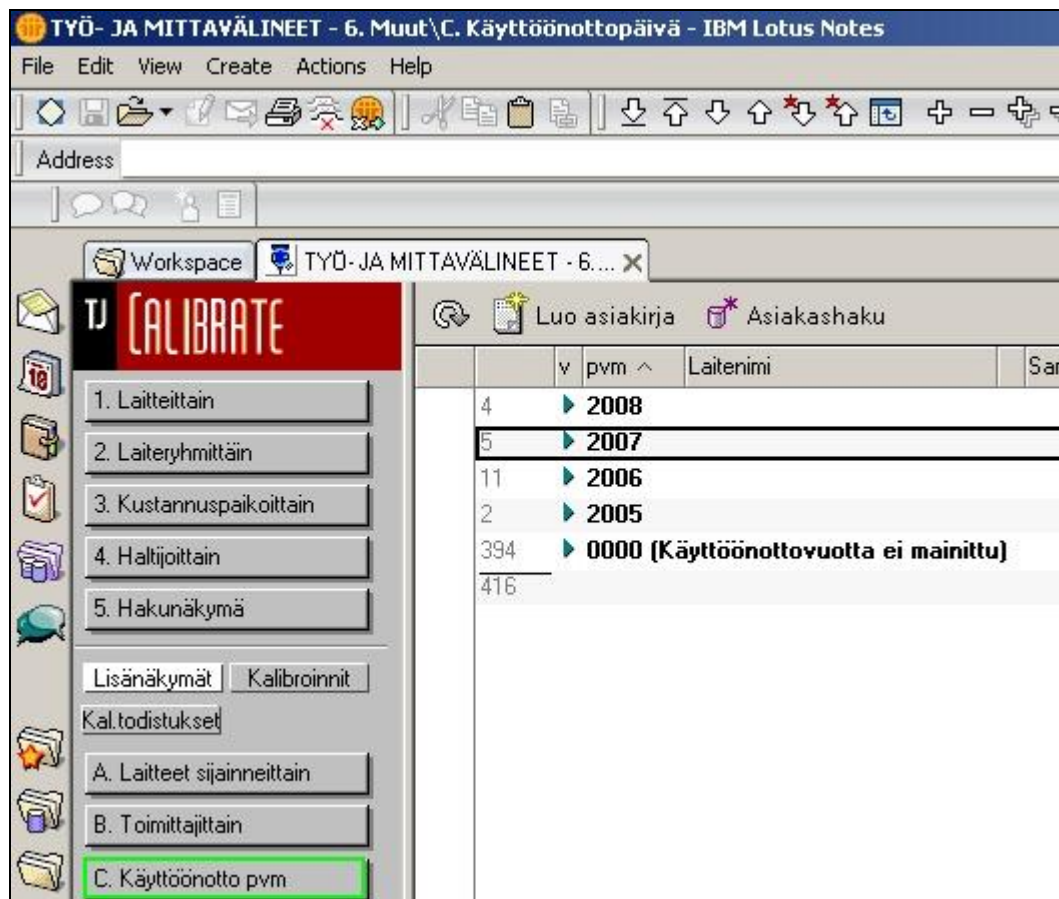 TYÖ- JA MITTAVÄLINEET - 6. Muut\C. Käyttöönottopäivä - IBM Lotus Notes
File Edit View Create Actions Help
Address
Workspace TYÖ- JA MITTAVÄLINEET - 6....
TJ CALIBRATE
Luo asiakirja Asiakashaku
v pvm Laitenimi Sar
1. Laitteittain
2. Laiteryhmittäin
3. Kustannuspaikoittain
4. Haltijoittain
5. Hakunäkymä
Lisänäkymät Kalibroinnit
Kal.todistukset
A. Laitteet sijainneittain
B. Toimittajittain
C. Käyttöönotto pvm
4 2008
5 2007
11 2006
2 2005
394 0000 (Käyttöönottovuotta ei mainittu)
416